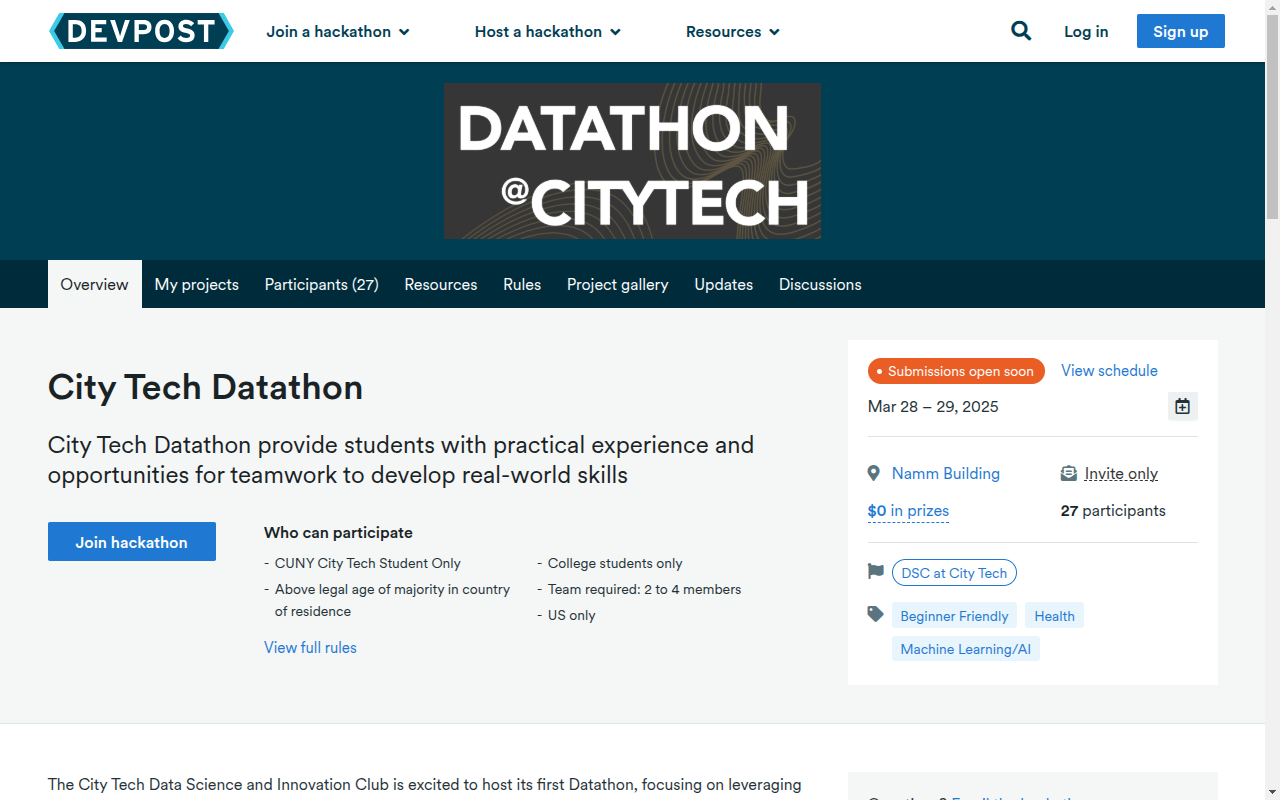 DEVPOST
Join a hackathon
Host a hackathon
Resources
Log in
Sign up
DATATHON
@CITYTECH
Overview
My projects
Participants (27)
Resources
Rules
Project gallery
Updates
Discussions
City Tech Datathon
City Tech Datathon provide students with practical experience and
opportunities for teamwork to develop real-world skills
Join hackathon
Who can participate
- CUNY City Tech Student Only
- Above legal age of majority in country
of residence
- College students only
- Team required: 2 to 4 members
- US only
View full rules
Submissions open soon
View schedule
Mar 28 – 29, 2025
Namm Building
Invite only
$0 in prizes
27 participants
DSC at City Tech
Beginner Friendly
Health
Machine Learning/AI
The City Tech Data Science and Innovation Club is excited to host its first Datathon, focusing on leveraging